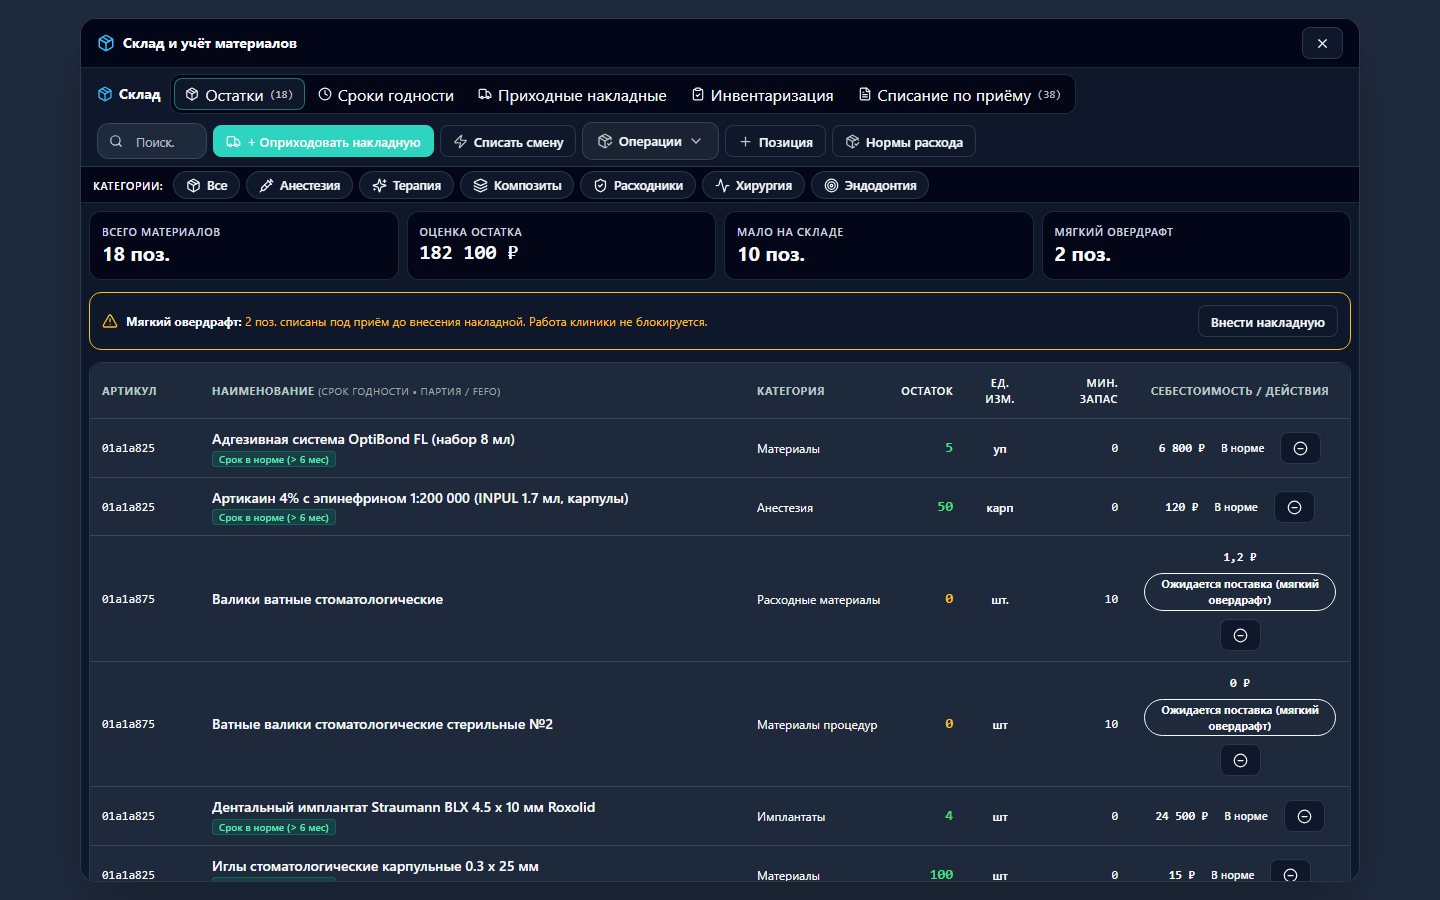 Склад и учёт материалов
Склад
Остатки (18)
Сроки годности
Приходные накладные
Инвентаризация
Списание по приёму (38)
Поиск.
+ Оприходовать накладную
Списать смену
Операции
Позиция
Нормы расхода
КАТЕГОРИИ:
Все
Анестезия
Терапия
Композиты
Расходники
Хирургия
Эндодонтия
ВСЕГО МАТЕРИАЛОВ
18 поз.
ОЦЕНКА ОСТАТКА
182 100 ₽
МАЛО НА СКЛАДЕ
10 поз.
МЯГКИЙ ОВЕРДРАФТ
2 поз.
Мягкий овердрафт: 2 поз. списаны под приём до внесения накладной. Работа клиники не блокируется.
Внести накладную
АРТИКУЛ
НАИМЕНОВАНИЕ (СРОК ГОДНОСТИ • ПАРТИЯ / FEFO)
КАТЕГОРИЯ
ОСТАТОК
ЕД. ИЗМ.
МИН. ЗАПАС
СЕБЕСТОИМОСТЬ / ДЕЙСТВИЯ
01a1a825
Адгезивная система OptiBond FL (набор 8 мл)
Срок в норме (> 6 мес)
Материалы
5
уп
0
6 800 ₽
В норме
01a1a825
Артикаин 4% с эпинефрином 1:200 000 (INPUL 1.7 мл, карпулы)
Срок в норме (> 6 мес)
Анестезия
50
карп
0
120 ₽
В норме
01a1a875
Валики ватные стоматологические
Расходные материалы
0
шт.
10
1,2 ₽
Ожидается поставка (мягкий овердрафт)
01a1a875
Ватные валики стоматологические стерильные №2
Материалы процедур
0
шт
10
0 ₽
Ожидается поставка (мягкий овердрафт)
01a1a825
Дентальный имплантат Straumann BLX 4.5 x 10 мм Roxolid
Срок в норме (> 6 мес)
Имплантаты
4
шт
0
24 500 ₽
В норме
01a1a825
Иглы стоматологические карпульные 0.3 x 25 мм
Материалы
100
шт
0
15 ₽
В норме